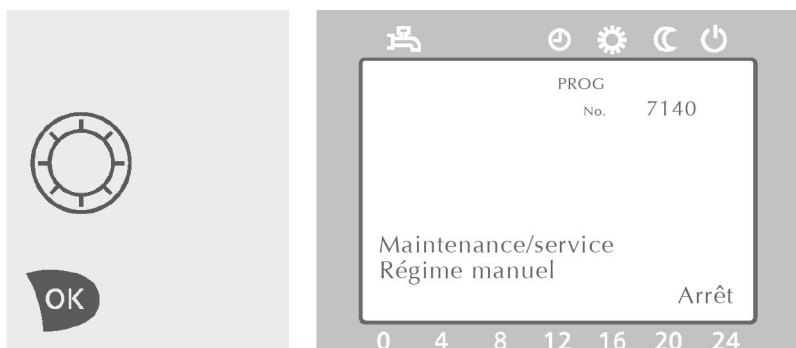 PROG
No. 7140
Maintenance/service
Régime manuel
Arrêt
OK
0 4 8 12 16 20 24